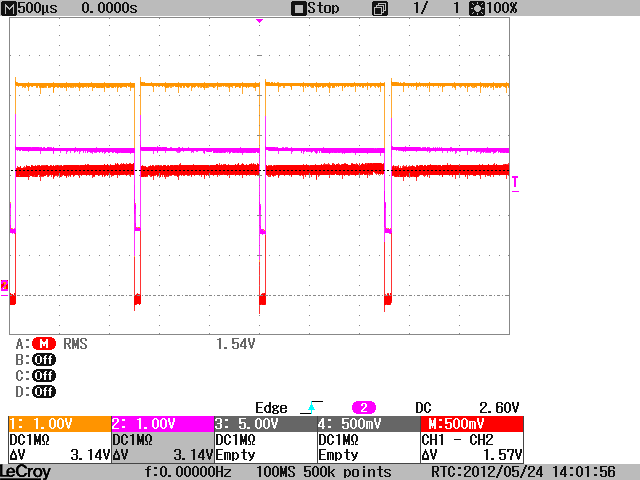 M 500µs 0.0000s Stop 1/ 1 100%
T
2
A: M RMS 1.54V
B: Off
C: Off
D: Off
Edge 2 DC 2.60V
1: 1.00V 2: 1.00V 3: 5.00V 4: 500mV M:500mV
DC1MΩ DC1MΩ DC1MΩ DC1MΩ CH1 - CH2
ΔV 3.14V ΔV 3.14V Empty Empty ΔV 1.57V
LeCroy f:0.00000Hz 100MS 500k points RTC:2012/05/24 14:01:56